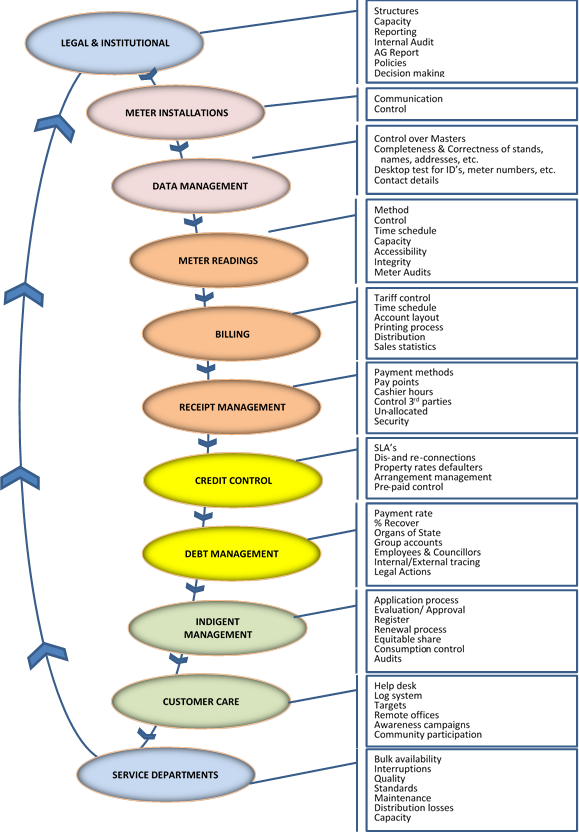 LEGAL & INSTITUTIONAL
Structures
Capacity
Reporting
Internal Audit
AG Report
Policies
Decision making
METER INSTALLATIONS
Communication
Control
DATA MANAGEMENT
Control over Masters
Completeness & Correctness of stands,
names, addresses, etc.
Desktop test for ID's, meter numbers, etc.
Contact details
METER READINGS
Method
Control
Time schedule
Capacity
Accessibility
Integrity
Meter Audits
BILLING
Tariff control
Time schedule
Account layout
Printing process
Distribution
Sales statistics
RECEIPT MANAGEMENT
Payment methods
Pay points
Cashier hours
Control 3rd parties
Un-allocated
Security
CREDIT CONTROL
SLA's
Dis-and re-connections
Property rates defaulters
Arrangement management
Pre-paid control
DEBT MANAGEMENT
Payment rate
% Recover
Organs of State
Group accounts
Employees & Councillors
Internal/External tracing
Legal Actions
INDIGENT
MANAGEMENT
Application process
Evaluation/ Approval
Register
Renewal process
Equitable share
Consumption control
Audits
CUSTOMER CARE
Help desk
Log system
Targets
Remote offices
Awareness campaigns
Community participation
SERVICE DEPARTMENTS
Bulk availability
Interruptions
Quality
Standards
Maintenance
Distribution losses
Capacity